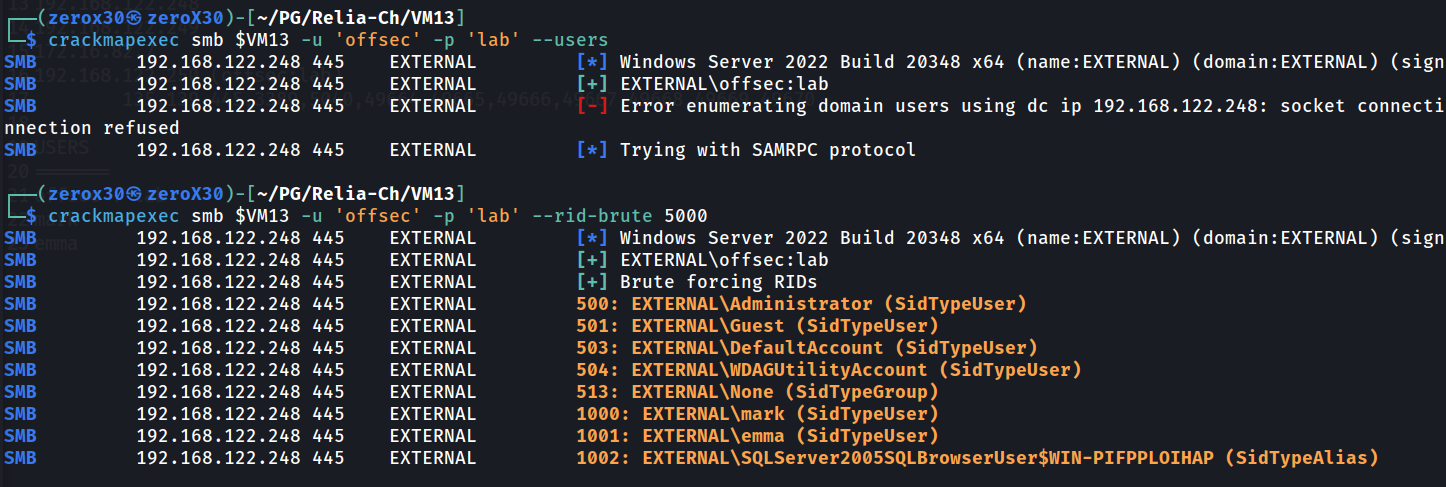 (zerox30㉿zeroX30)-[~/PG/Relia-Ch/VM13]
$ crackmapexec smb $VM13 -u 'offsec' -p 'lab' --users
SMB 192.168.122.248 445 EXTERNAL [*] Windows Server 2022 Build 20348 x64 (name:EXTERNAL) (domain:EXTERNAL) (sign
SMB 192.168.122.248 445 EXTERNAL [+] EXTERNAL\offsec:lab
SMB 192.168.122.248 445 EXTERNAL [-] Error enumerating domain users using dc ip 192.168.122.248: socket connecti
nnection refused
SMB 192.168.122.248 445 EXTERNAL [*] Trying with SAMRPC protocol
(zerox30㉿zeroX30)-[~/PG/Relia-Ch/VM13]
$ crackmapexec smb $VM13 -u 'offsec' -p 'lab' --rid-brute 5000
SMB 192.168.122.248 445 EXTERNAL [*] Windows Server 2022 Build 20348 x64 (name:EXTERNAL) (domain:EXTERNAL) (sign
SMB 192.168.122.248 445 EXTERNAL [+] EXTERNAL\offsec:lab
SMB 192.168.122.248 445 EXTERNAL [+] Brute forcing RIDs
SMB 192.168.122.248 445 EXTERNAL 500: EXTERNAL\Administrator (SidTypeUser)
SMB 192.168.122.248 445 EXTERNAL 501: EXTERNAL\Guest (SidTypeUser)
SMB 192.168.122.248 445 EXTERNAL 503: EXTERNAL\DefaultAccount (SidTypeUser)
SMB 192.168.122.248 445 EXTERNAL 504: EXTERNAL\WDAGUtilityAccount (SidTypeUser)
SMB 192.168.122.248 445 EXTERNAL 513: EXTERNAL\None (SidTypeGroup)
SMB 192.168.122.248 445 EXTERNAL 1000: EXTERNAL\mark (SidTypeUser)
SMB 192.168.122.248 445 EXTERNAL 1001: EXTERNAL\emma (SidTypeUser)
SMB 192.168.122.248 445 EXTERNAL 1002: EXTERNAL\SQLServer2005SQLBrowserUser$WIN-PIFPPLOIHAP (SidTypeAlias)